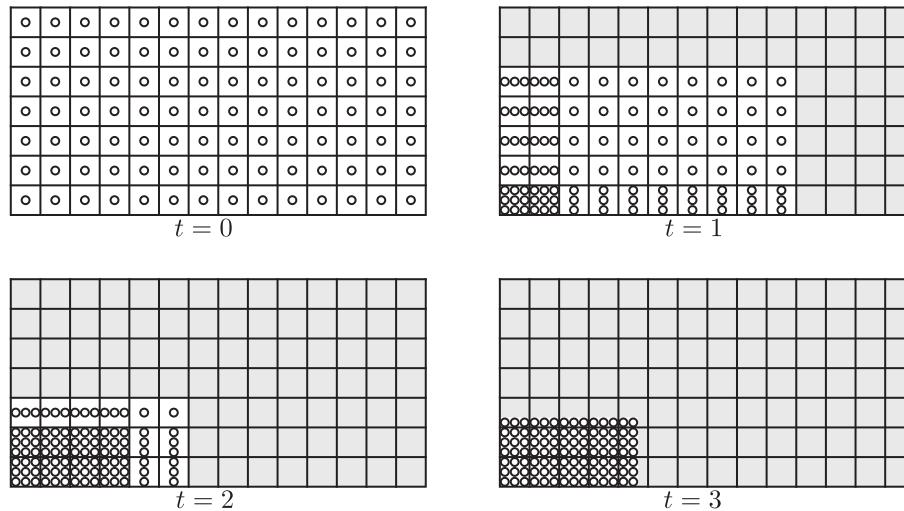 t = 0
t = 1
t = 2
t = 3